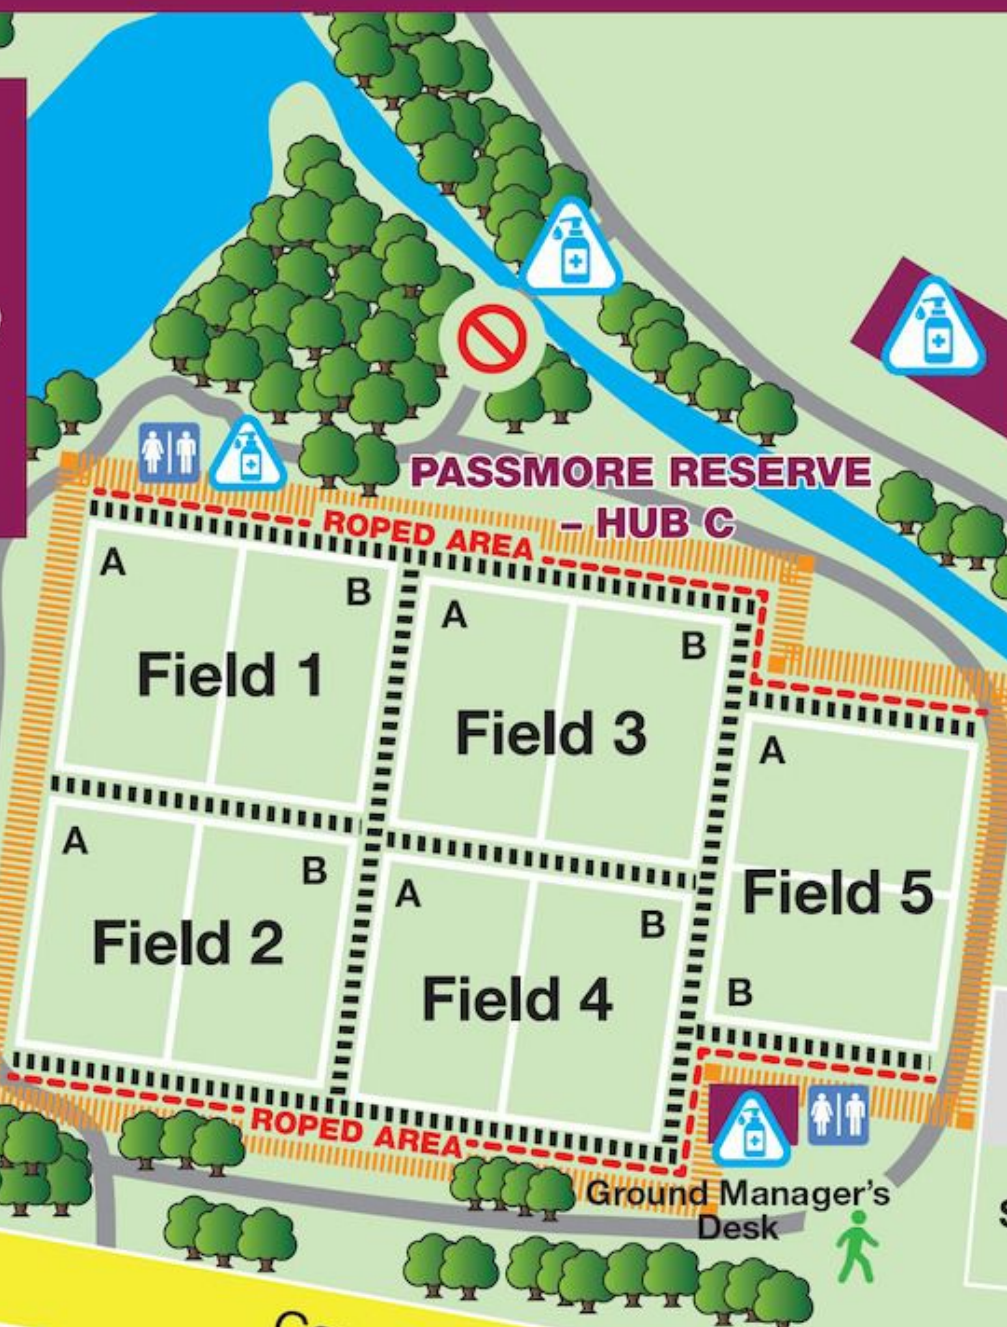 PASSMORE RESERVE
– HUB C
ROPED AREA
A
B
Field 1
A
B
Field 3
A
Field 5
B
A
B
Field 2
A
B
Field 4
ROPED AREA
Ground Manager's
Desk